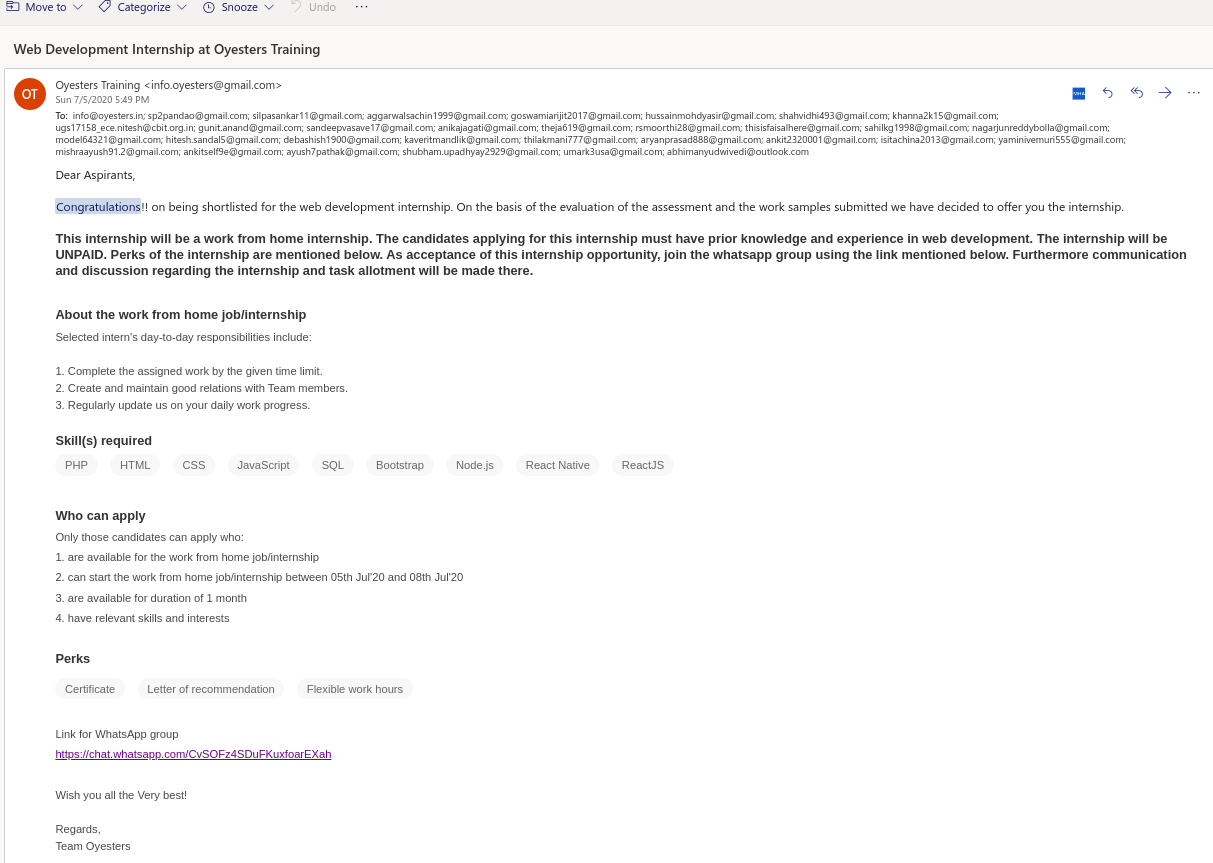 Move to Categorize Snooze Undo ...
Web Development Internship at Oyesters Training
OT
Oyesters Training <info.oyesters@gmail.com>
Sun 7/5/2020 5:49 PM
To: info@oyesters.in; sp2pandao@gmail.com; silpasankar11@gmail.com; aggarwalsachin1999@gmail.com; goswamiarijit2017@gmail.com; hussainmohdyasir@gmail.com; shahvidhi493@gmail.com; khanna2k15@gmail.com;
ugs17158_ece.nitesh@cbit.org.in; gunit.anand@gmail.com; sandeepvasave17@gmail.com; anikajagati@gmail.com; theja619@gmail.com; rsmoorthi28@gmail.com; thisisfaisalhere@gmail.com; sahilkg1998@gmail.com; nagarjunreddybolla@gmail.com;
model64321@gmail.com; hitesh.sandal5@gmail.com; debashish1900@gmail.com; kaveritmandlik@gmail.com; thilakmani777@gmail.com; aryanprasad888@gmail.com; ankit2320001@gmail.com; isitachina2013@gmail.com; yaminivemuri555@gmail.com;
mishraayush91.2@gmail.com; ankitself9e@gmail.com; ayush7pathak@gmail.com; shubham.upadhyay2929@gmail.com; umark3usa@gmail.com; abhimanyudwivedi@outlook.com
Dear Aspirants,
Congratulations!! on being shortlisted for the web development internship. On the basis of the evaluation of the assessment and the work samples submitted we have decided to offer you the internship.
This internship will be a work from home internship. The candidates applying for this internship must have prior knowledge and experience in web development. The internship will be
UNPAID. Perks of the internship are mentioned below. As acceptance of this internship opportunity, join the whatsapp group using the link mentioned below. Furthermore communication
and discussion regarding the internship and task allotment will be made there.
About the work from home job/internship
Selected intern's day-to-day responsibilities include:
1. Complete the assigned work by the given time limit.
2. Create and maintain good relations with Team members.
3. Regularly update us on your daily work progress.
Skill(s) required
PHP HTML CSS JavaScript SQL Bootstrap Node.js React Native ReactJS
Who can apply
Only those candidates can apply who:
1. are available for the work from home job/internship
2. can start the work from home job/internship between 05th Jul'20 and 08th Jul'20
3. are available for duration of 1 month
4. have relevant skills and interests
Perks
Certificate Letter of recommendation Flexible work hours
Link for WhatsApp group
https://chat.whatsapp.com/CvSOFz4SDuFKuxfoarEXah
Wish you all the Very best!
Regards,
Team Oyesters